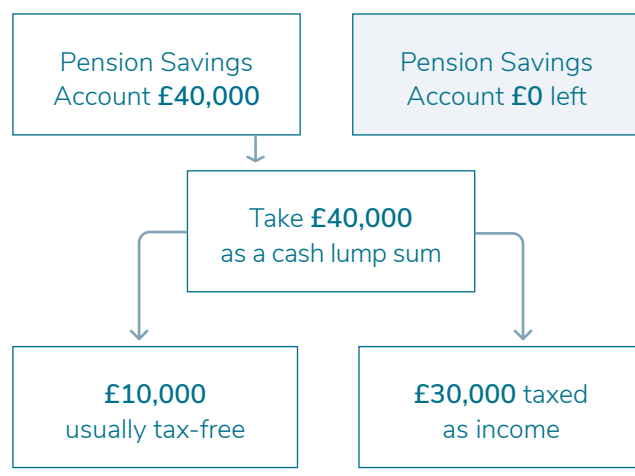 Pension Savings
Account £40,000
Pension Savings
Account £0 left
Take £40,000
as a cash lump sum
£10,000
usually tax-free
£30,000 taxed
as income